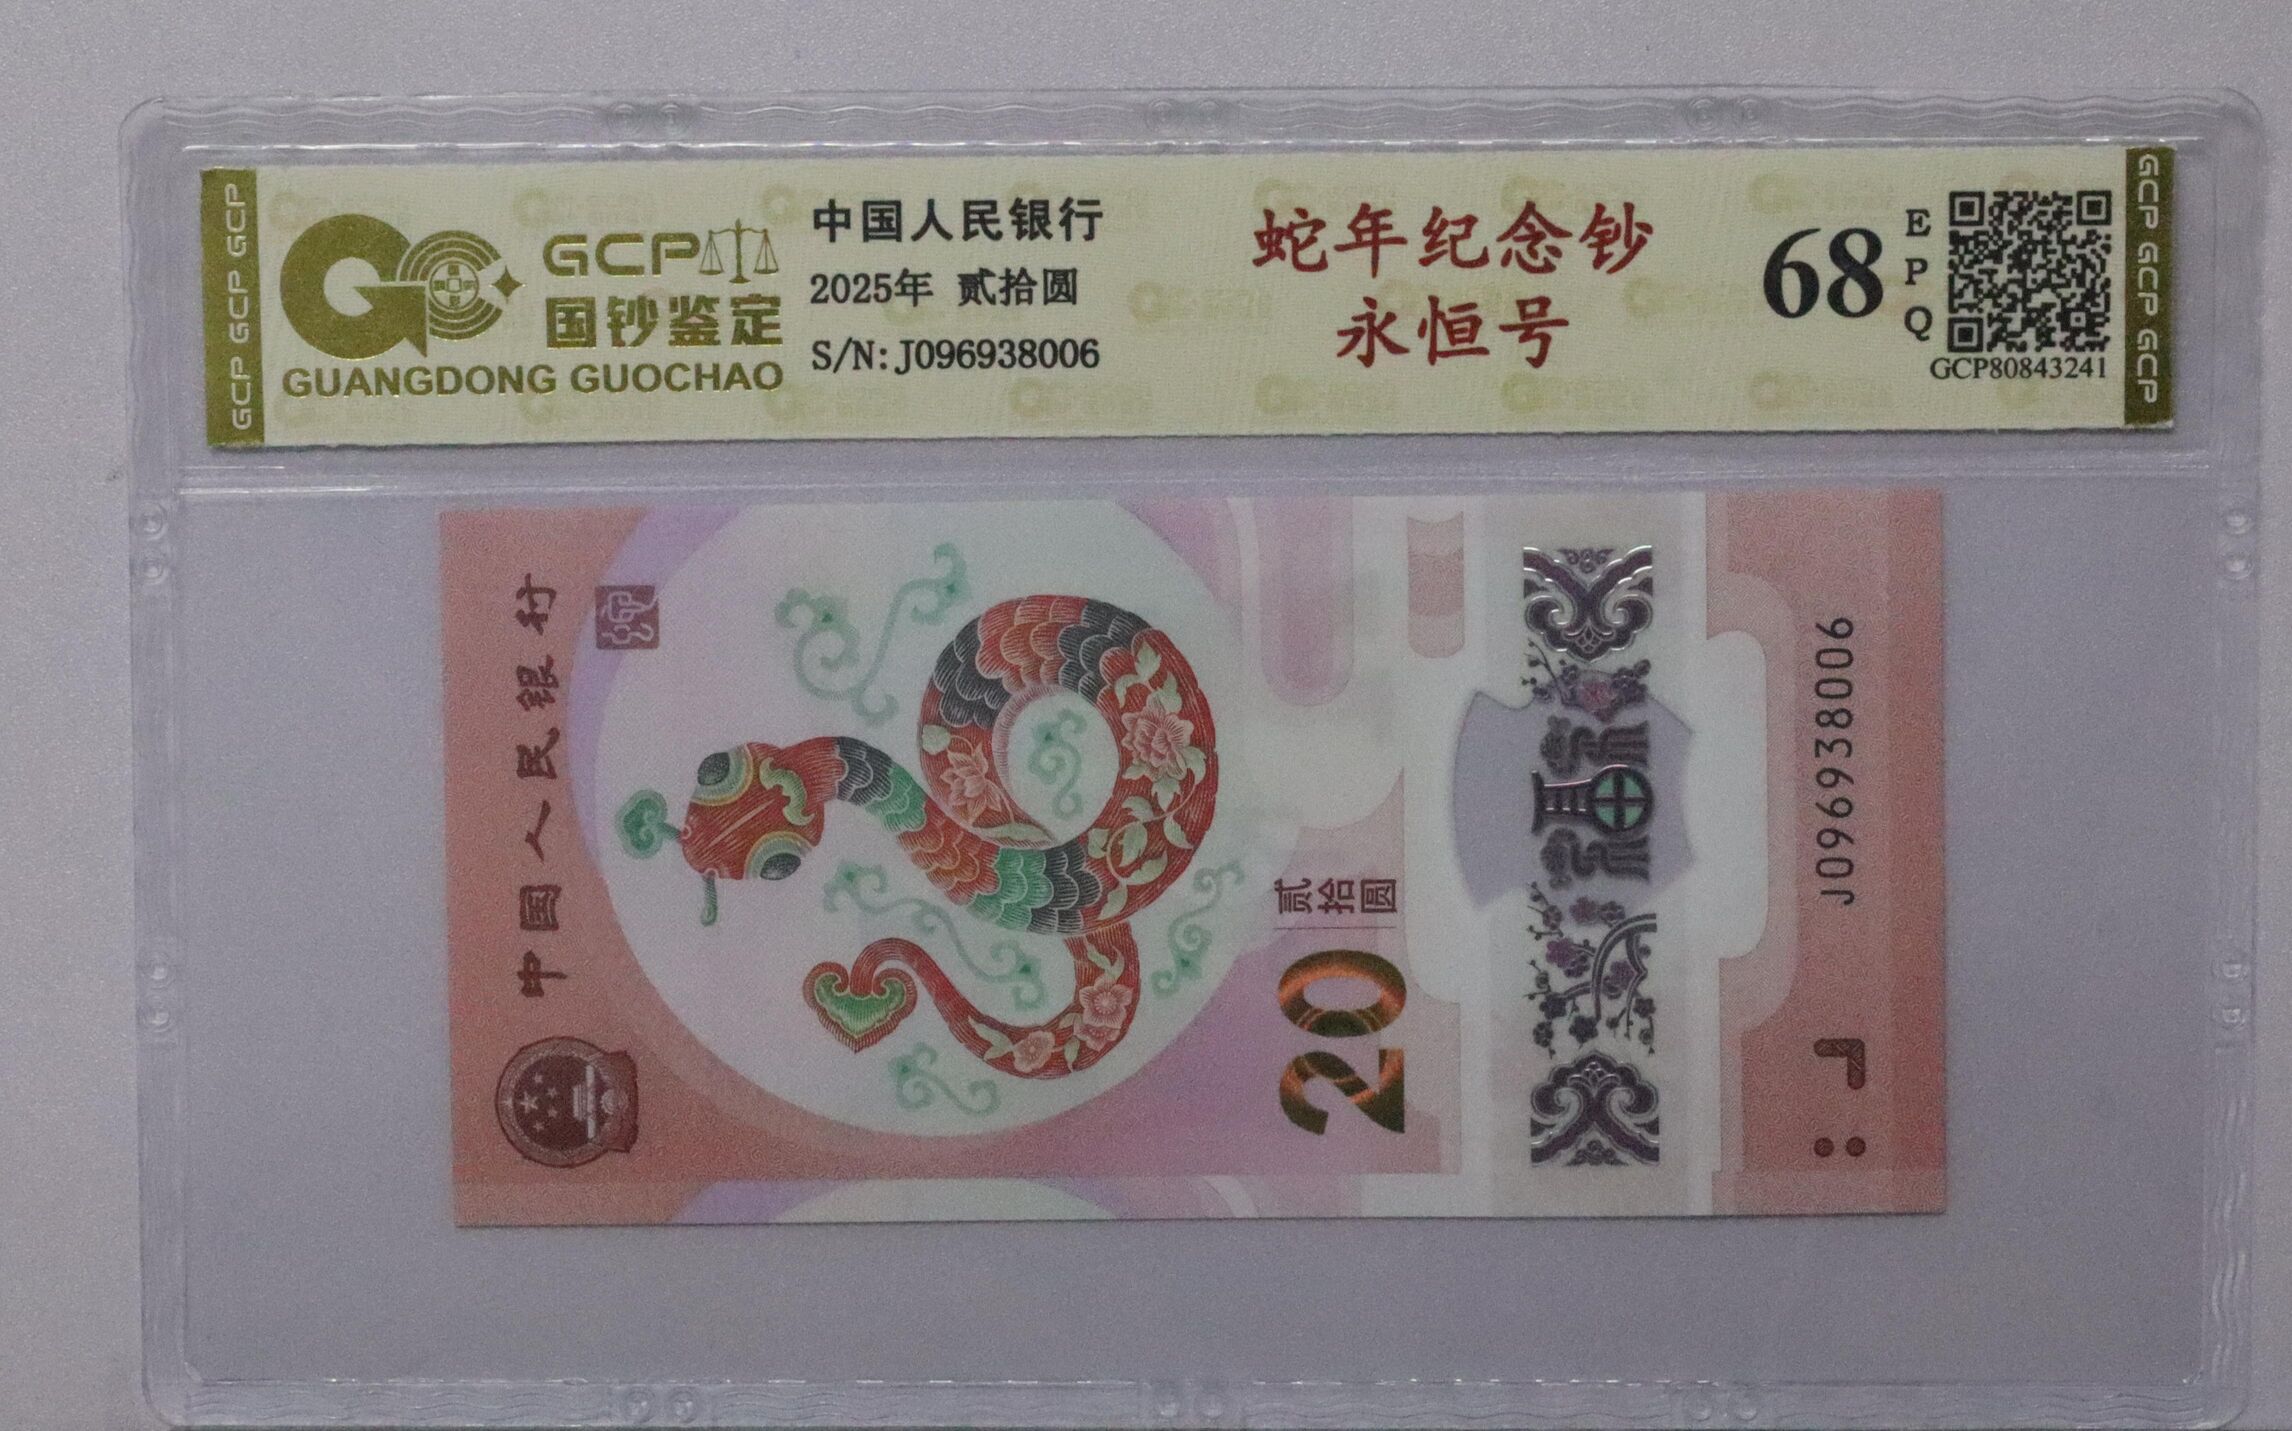 GCP GCP GCP
GCP
国钞鉴定
GUANGDONG GUOCHAO
中国人民银行
2025年 贰拾圆
S/N: J096938006
蛇年纪念钞
永恒号
68
EPQ
GCP80843241
GCP GCP GCP
中国人民银行
20
贰拾圆
福
J096938006